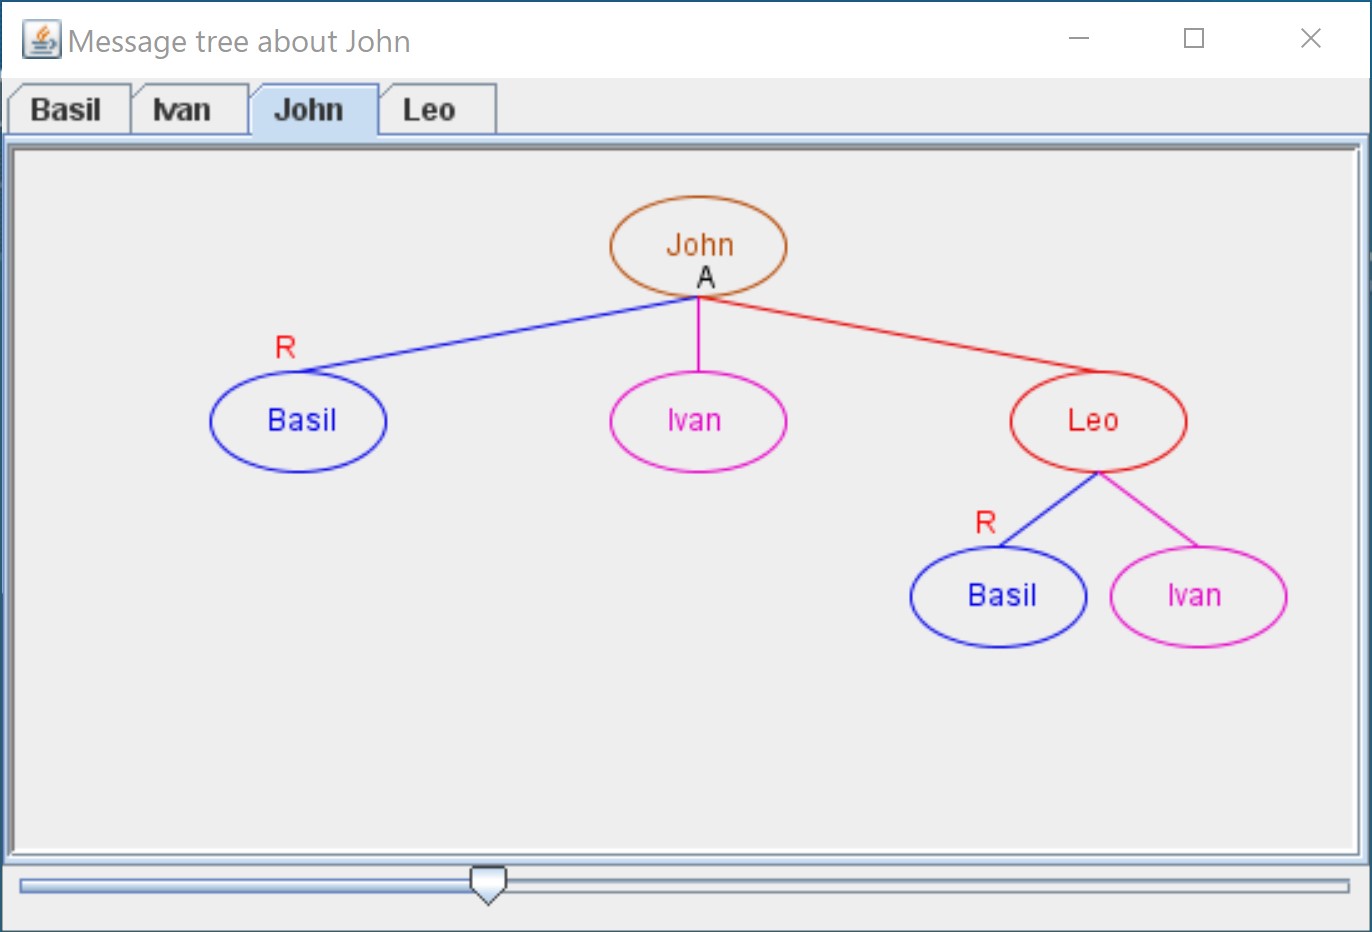 Message tree about John
Basil Ivan John Leo
John
A
R
Basil Ivan Leo
R
Basil Ivan